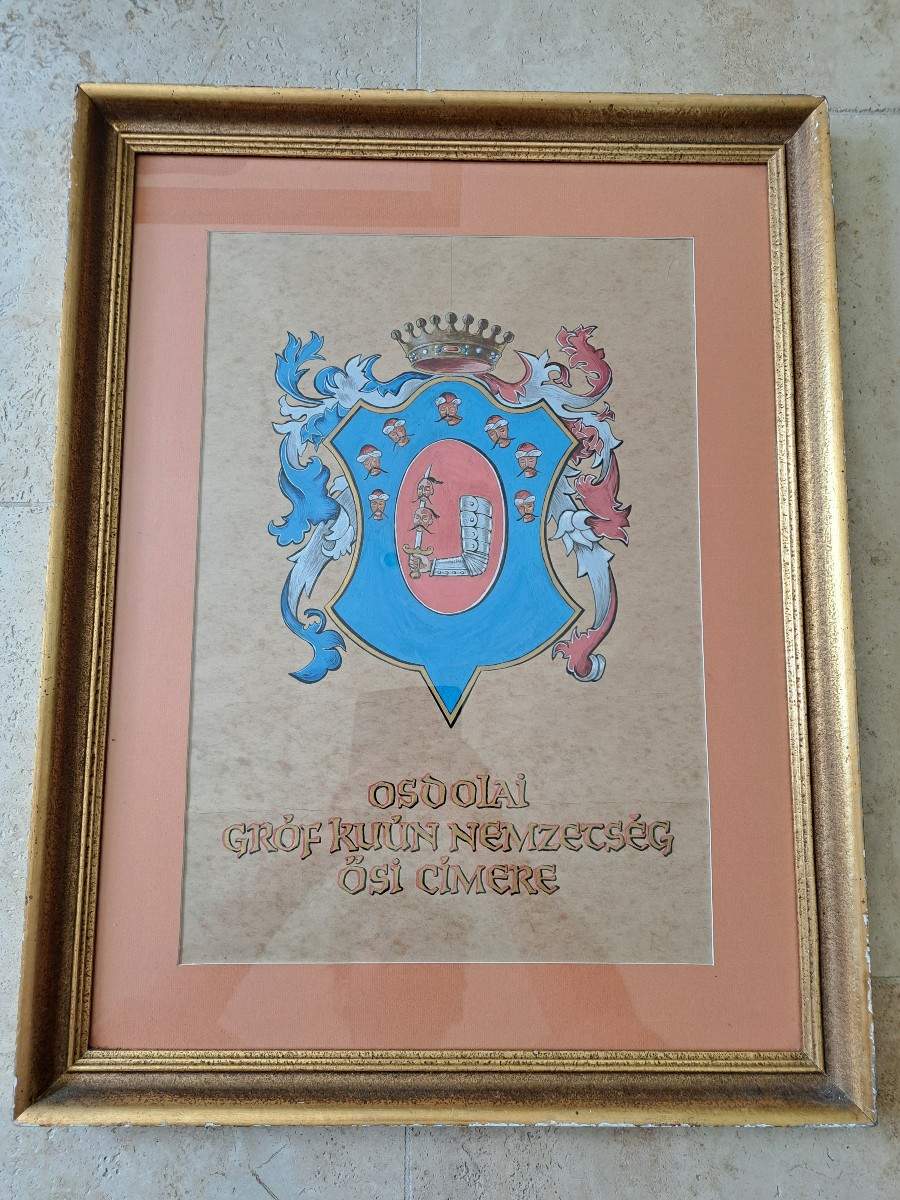 OSDOLAI
GRÓF KUÚN NEMZETSÉG
ŐSI CÍMERE